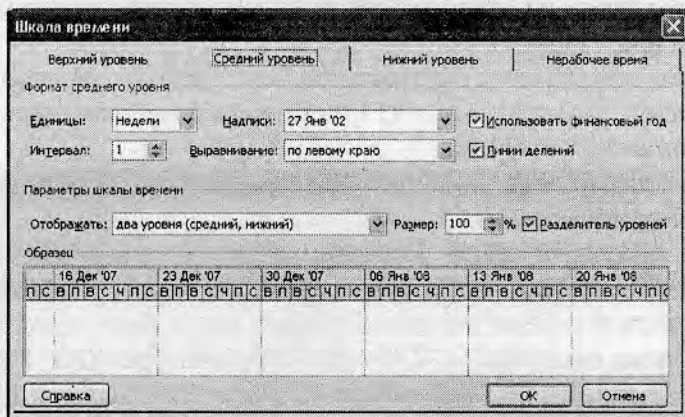 Шкала времени
Верхний уровень Средний уровень Нижний уровень Нерабочее время
Формат среднего уровня
Единицы: Недели Надписи: 27 Янв '02 Использовать финансовый год
Интервал: 1 Выравнивание: по левому краю Линии делений
Параметры шкалы времени
Отображать: два уровня (средний, нижний) Размер: 100 % Разделитель уровней
Образец
16 Дек '07 23 Дек '07 30 Дек '07 06 Янв '08 13 Янв '08 20 Янв '08
П С В П В С Ч П С В П В С Ч П С В П В С Ч П С В П В С Ч П С В П В С Ч П С В П В С Ч П С
Справка ОК Отмена